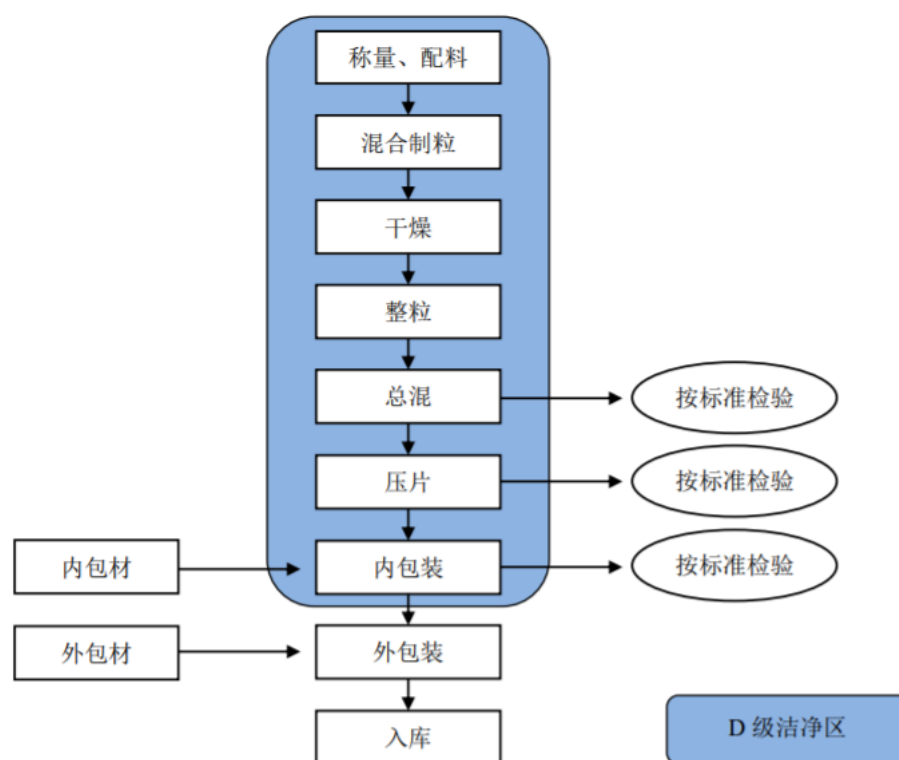 称量、配料
混合制粒
干燥
整粒
总混
按标准检验
压片
按标准检验
内包材
内包装
按标准检验
外包材
外包装
入库
D 级洁净区